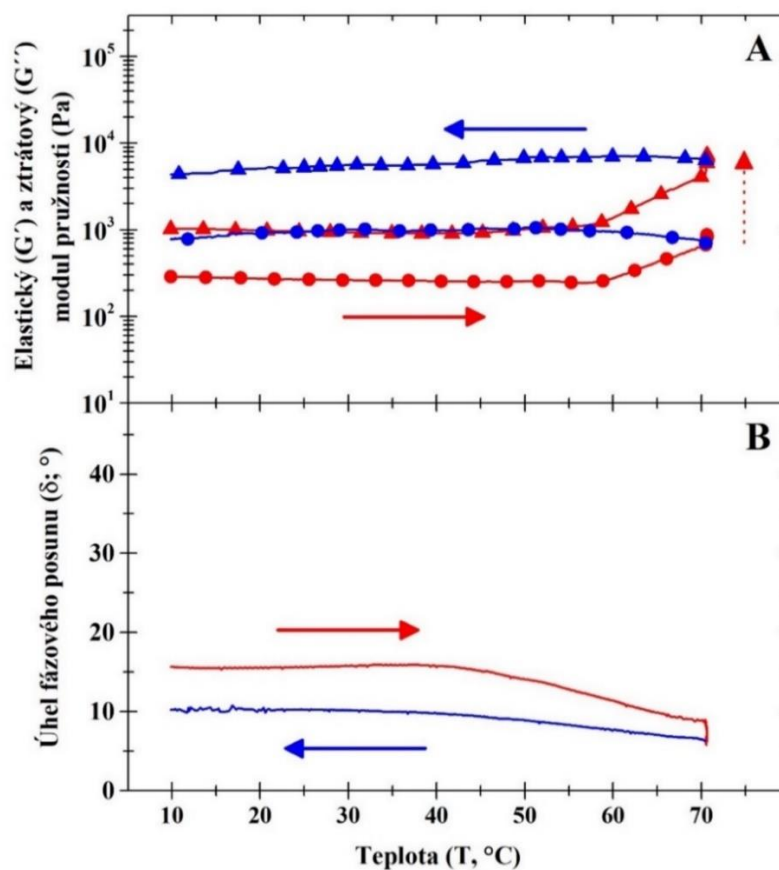 A
Elastický (G´) a ztrátový (G´´)
modul pružnosti (Pa)
10⁵
10⁴
10³
10²
10¹
B
Úhel fázového posunu (δ; °)
40
30
20
10
0
10 20 30 40 50 60 70
Teplota (T, °C)